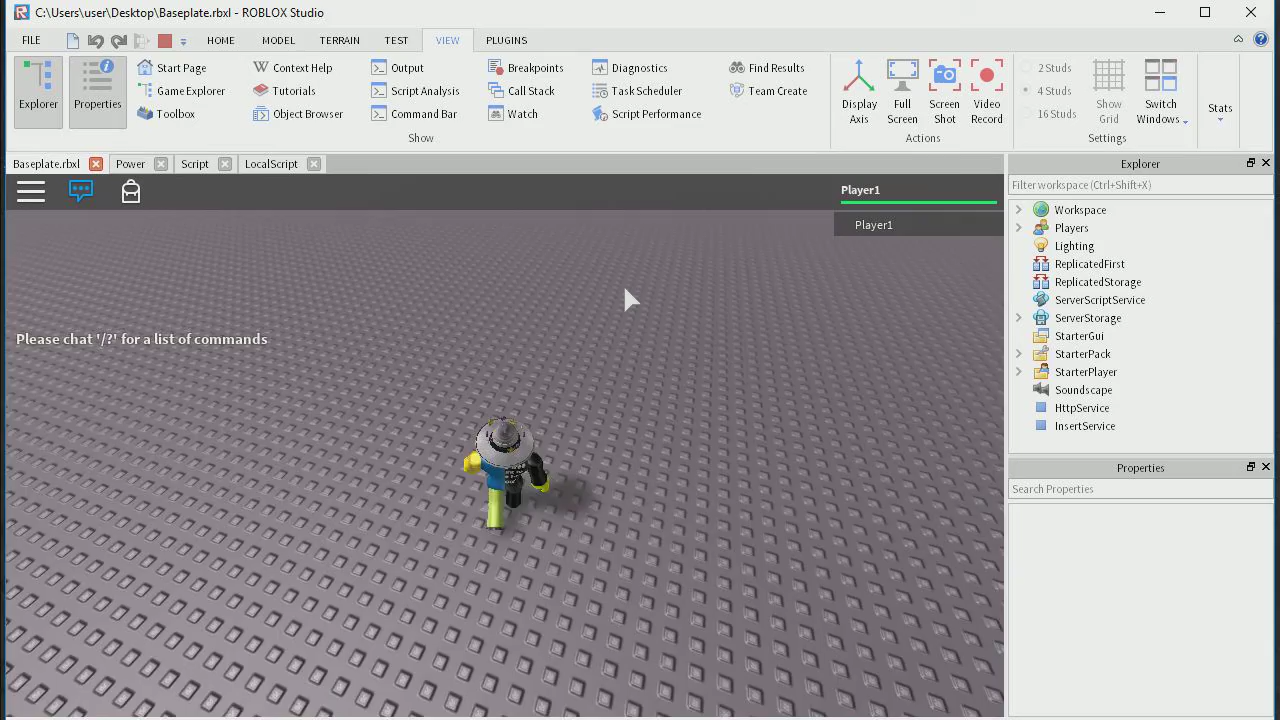 C:\Users\user\Desktop\Baseplate.rbxl - ROBLOX Studio
FILE HOME MODEL TERRAIN TEST VIEW PLUGINS
Explorer
Properties
Start Page
Game Explorer
Toolbox
Context Help
Tutorials
Object Browser
Output
Script Analysis
Command Bar
Breakpoints
Call Stack
Watch
Diagnostics
Task Scheduler
Script Performance
Find Results
Team Create
Show
Display
Axis
Full
Screen
Screen
Shot
Video
Record
Actions
2 Studs
4 Studs
16 Studs
Show
Grid
Switch
Windows
Settings
Stats
Baseplate.rbxl Power Script LocalScript
Player1
Player1
Please chat '/?' for a list of commands
Explorer
Filter workspace (Ctrl+Shift+X)
Workspace
Players
Lighting
ReplicatedFirst
ReplicatedStorage
ServerScriptService
ServerStorage
StarterGui
StarterPack
StarterPlayer
Soundscape
HttpService
InsertService
Properties
Search Properties